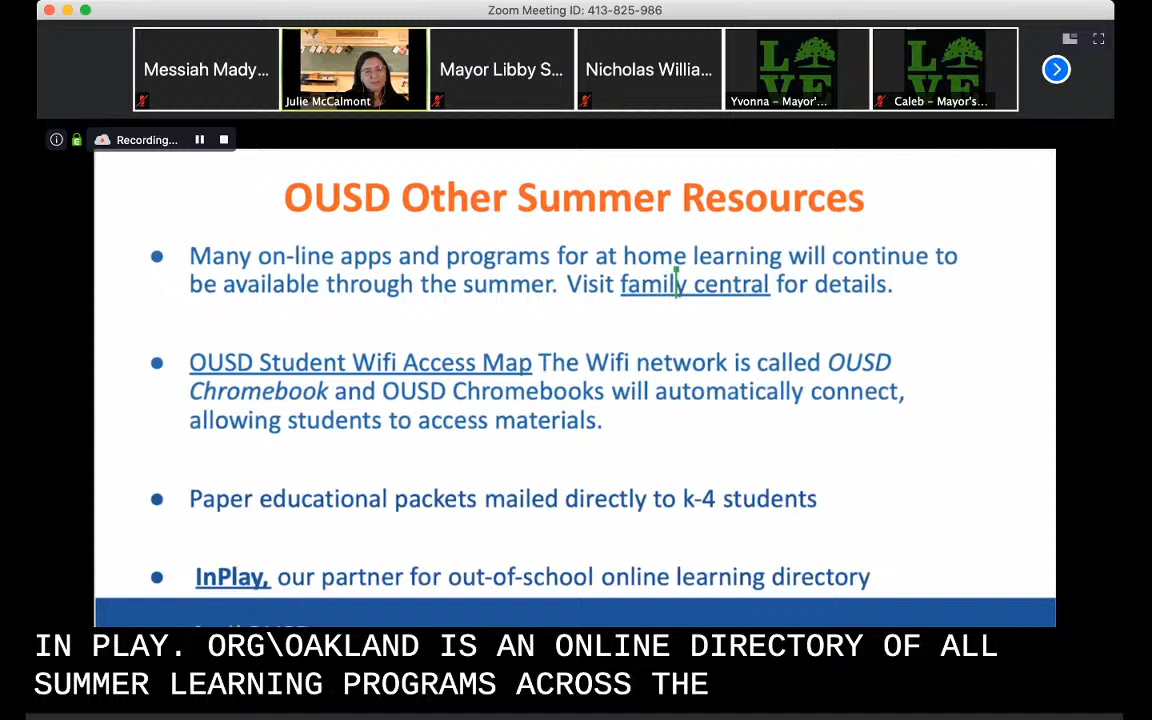 Zoom Meeting ID: 413-825-986
Messiah Mady...
Julie McCalmont
Mayor Libby S...
Nicholas Willia...
L VE
Yvonna - Mayor'...
L VE
Caleb - Mayor's...
Recording...
OUSD Other Summer Resources
● Many on-line apps and programs for at home learning will continue to
be available through the summer. Visit family central for details.
● OUSD Student Wifi Access Map The Wifi network is called OUSD
Chromebook and OUSD Chromebooks will automatically connect,
allowing students to access materials.
● Paper educational packets mailed directly to k-4 students
● InPlay, our partner for out-of-school online learning directory
IN PLAY. ORG\OAKLAND IS AN ONLINE DIRECTORY OF ALL
SUMMER LEARNING PROGRAMS ACROSS THE